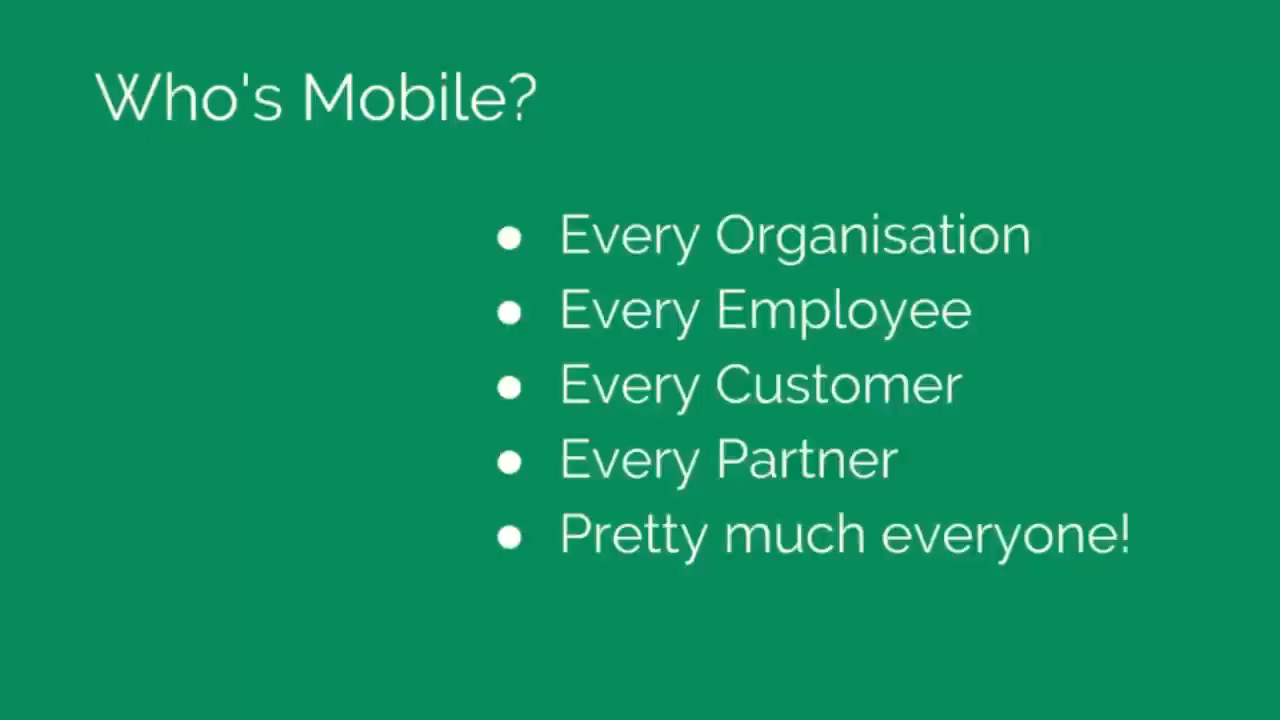 Who's Mobile?
● Every Organisation
● Every Employee
● Every Customer
● Every Partner
● Pretty much everyone!